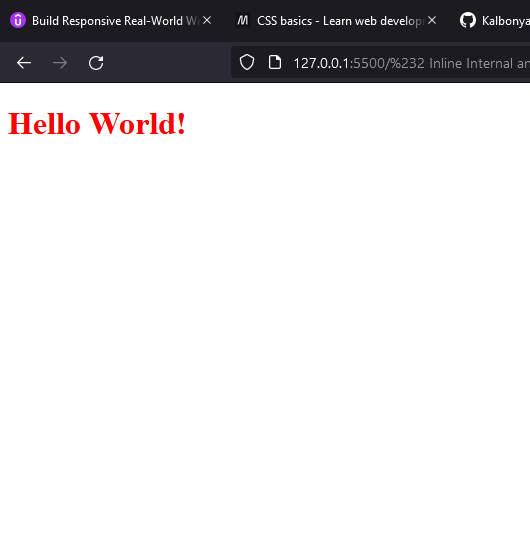 Build Responsive Real-World W
CSS basics - Learn web develop
Kalbonya
127.0.0.1:5500/%232 Inline Internal an
Hello World!